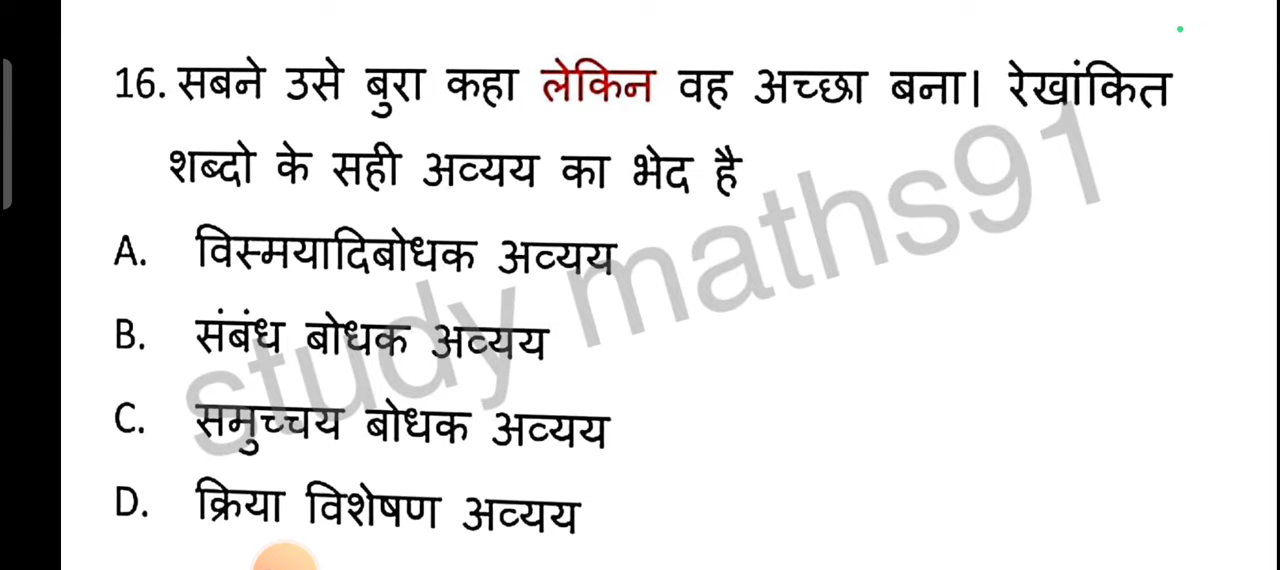 16. सबने उसे बुरा कहा लेकिन वह अच्छा बना। रेखांकित
शब्दो के सही अव्यय का भेद है
A. विस्मयादिबोधक अव्यय
B. संबंध बोधक अव्यय
C. समुच्चय बोधक अव्यय
D. क्रिया विशेषण अव्यय
study maths91